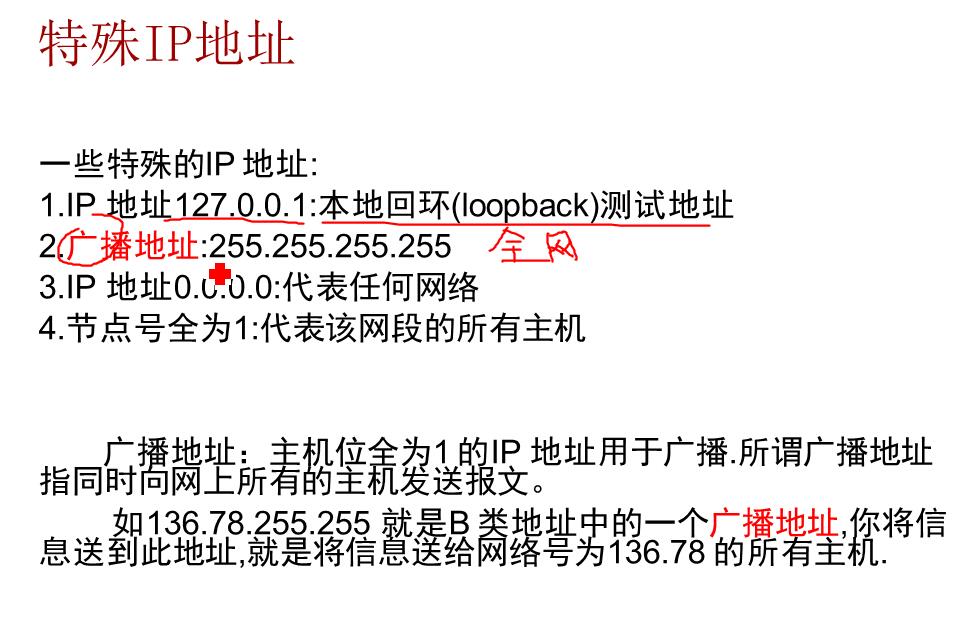 特殊IP地址
一些特殊的IP 地址:
1.IP 地址127.0.0.1:本地回环(loopback)测试地址
2.广播地址:255.255.255.255 全网
3.IP 地址0.0.0.0:代表任何网络
4.节点号全为1:代表该网段的所有主机
广播地址：主机位全为1的IP 地址用于广播.所谓广播地址
指同时向网上所有的主机发送报文。
如136.78.255.255 就是B 类地址中的一个广播地址,你将信
息送到此地址,就是将信息送给网络号为136.78 的所有主机.